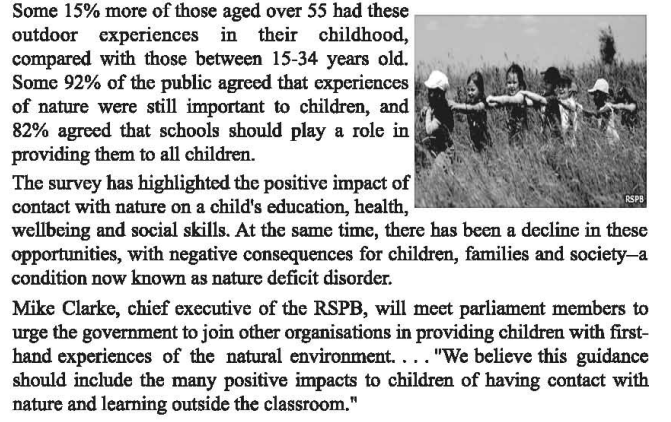 Some 15% more of those aged over 55 had these
outdoor experiences in their childhood,
compared with those between 15-34 years old.
Some 92% of the public agreed that experiences
of nature were still important to children, and
82% agreed that schools should play a role in
providing them to all children.
RSPB
The survey has highlighted the positive impact of
contact with nature on a child's education, health,
wellbeing and social skills. At the same time, there has been a decline in these
opportunities, with negative consequences for children, families and society–a
condition now known as nature deficit disorder.
Mike Clarke, chief executive of the RSPB, will meet parliament members to
urge the government to join other organisations in providing children with first-
hand experiences of the natural environment. . . . "We believe this guidance
should include the many positive impacts to children of having contact with
nature and learning outside the classroom."